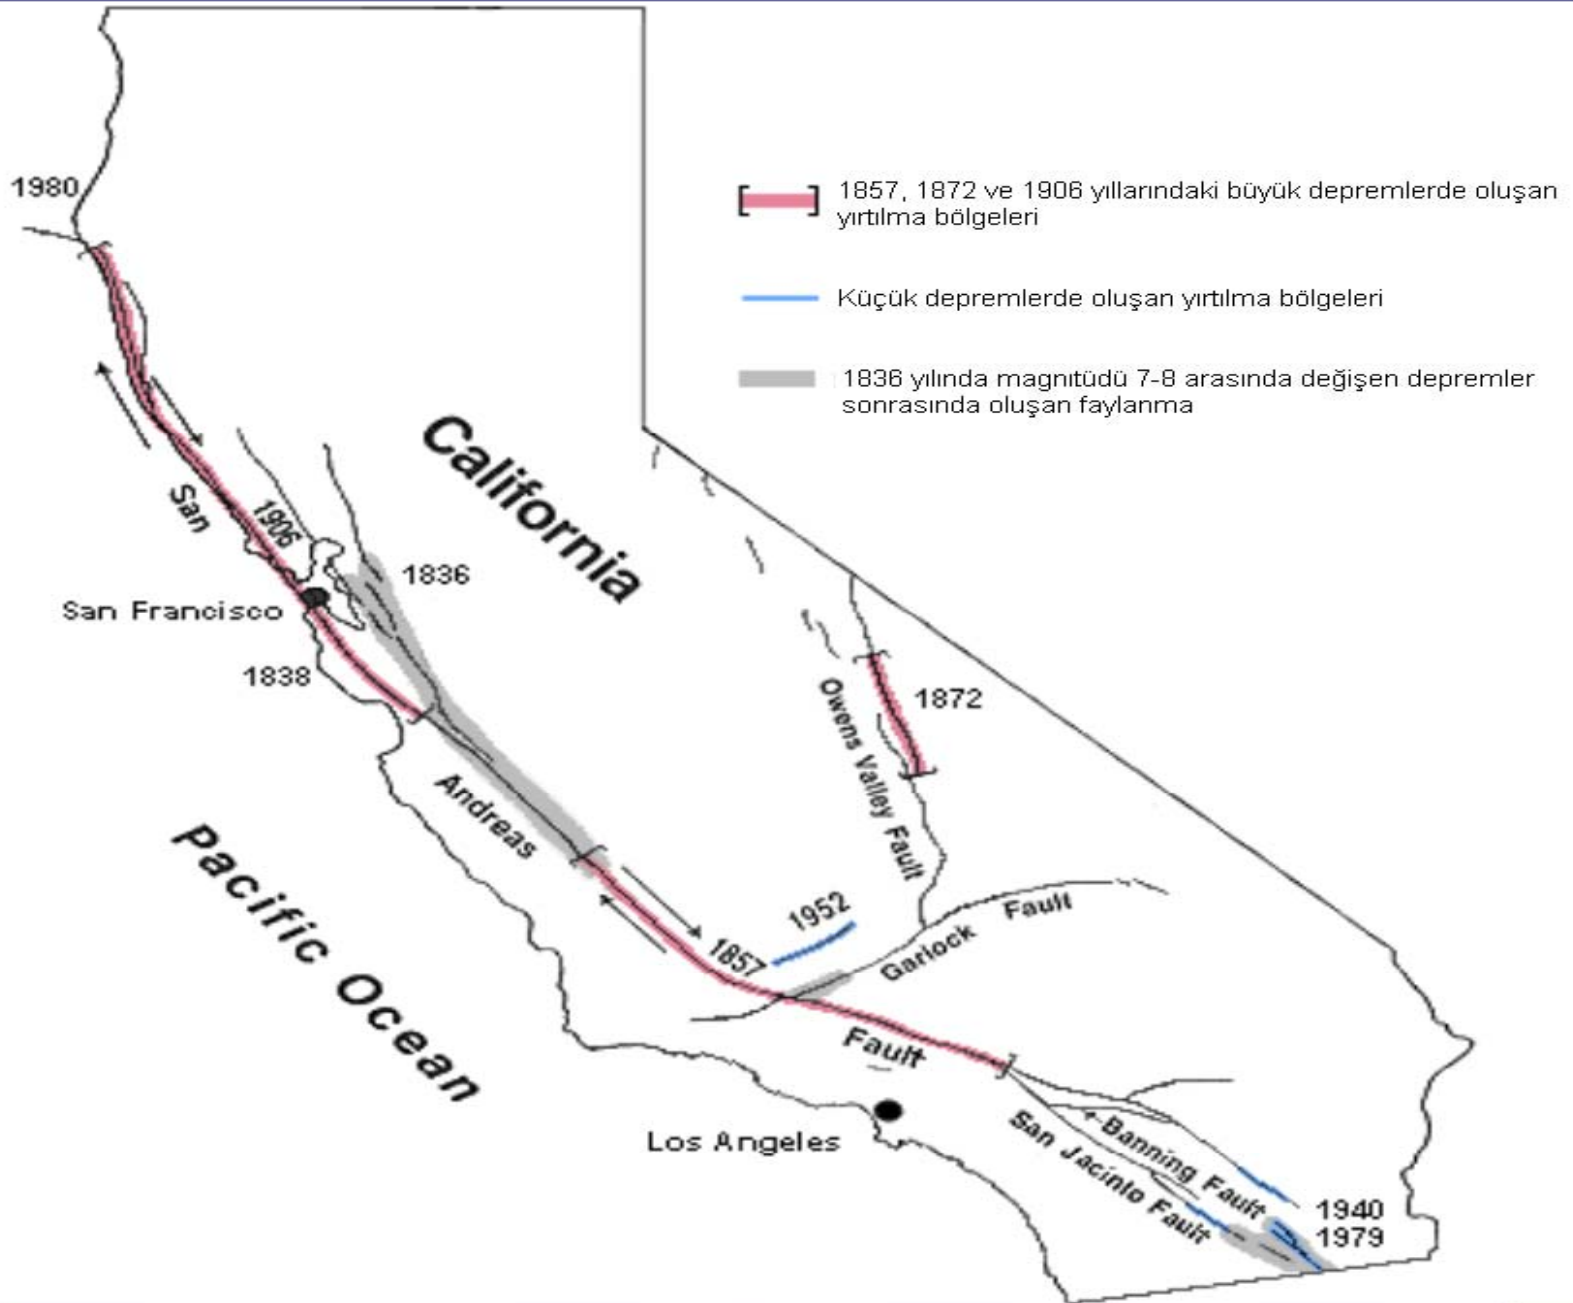 1980
1857, 1872 ve 1906 yıllarındaki büyük depremlerde oluşan
yırtılma bölgeleri
Küçük depremlerde oluşan yırtılma bölgeleri
1836 yılında magnıtüdü 7-8 arasında değişen depremler
sonrasında oluşan faylanma
California
San
1906
1836
San Francisco
1838
1872
Owens Valley Fault
Andreas
Pacific Ocean
1952
1857
Garlock
Fault
Fault
Los Angeles
Banning Fault
San Jacinto Fault
1940
1979